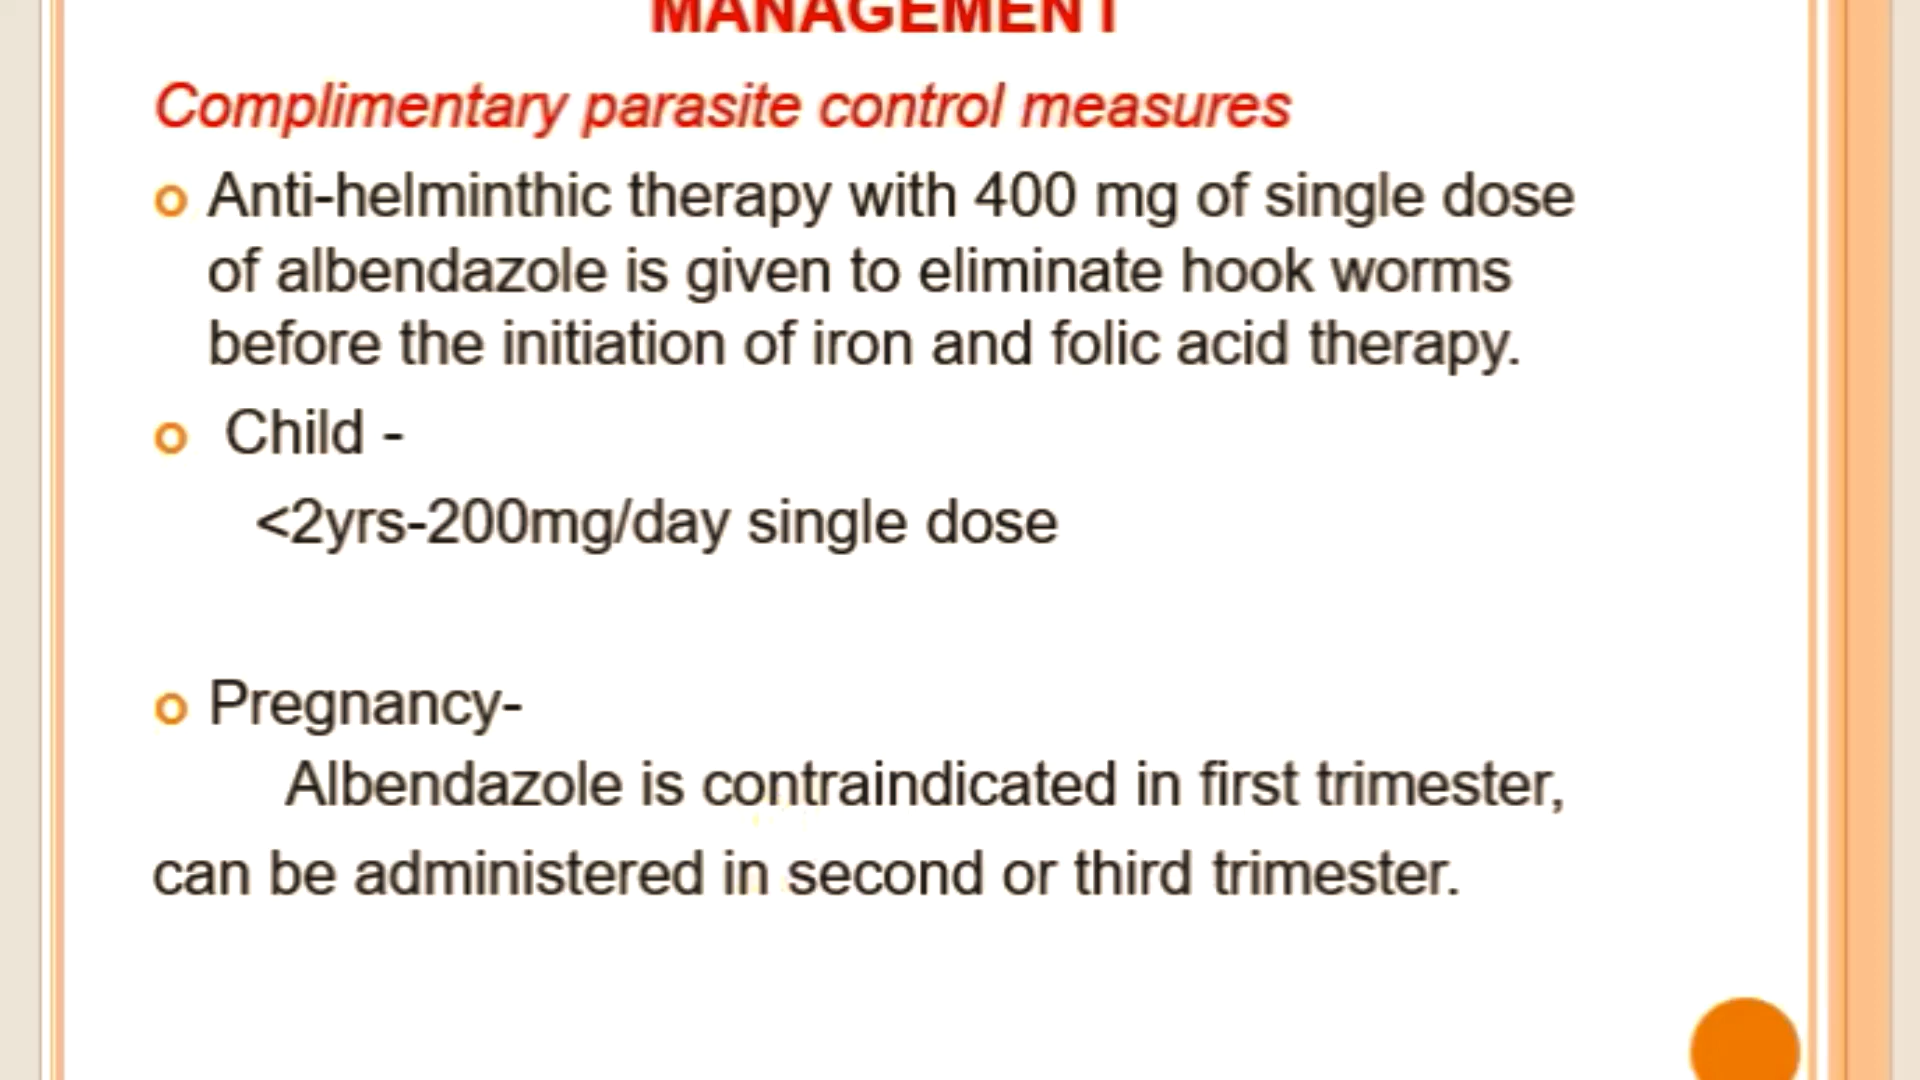 MANAGEMENT
Complimentary parasite control measures
Anti-helminthic therapy with 400 mg of single dose
of albendazole is given to eliminate hook worms
before the initiation of iron and folic acid therapy.
Child -
<2yrs-200mg/day single dose
Pregnancy-
Albendazole is contraindicated in first trimester,
can be administered in second or third trimester.